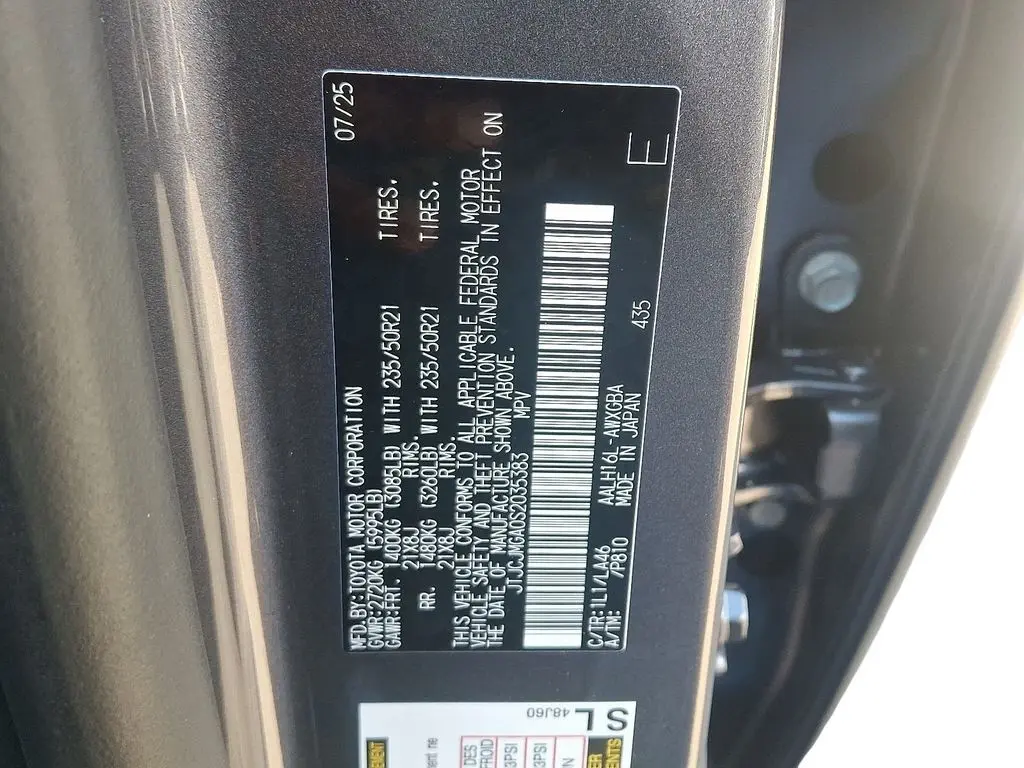 MFD.BY:TOYOTA MOTOR CORPORATION 07/25
GVWR:2720KG (5995LB)
GAWR:FRT. 1400KG (3085LB) WITH 235/50R21 TIRES.
21X8J RIMS.
RR. 1480KG (3260LB) WITH 235/50R21 TIRES.
21X8J RIMS.
THIS VEHICLE CONFORMS TO ALL APPLICABLE FEDERAL MOTOR
VEHICLE SAFETY AND THEFT PREVENTION STANDARDS IN EFFECT ON
THE DATE OF MANUFACTURE SHOWN ABOVE.
JTJCJMGA0S2035383 MPV
C/TR:1L1/LA46 AALH16L-AWXGBA 435 E
A/TM: /P810 MADE IN JAPAN
SL
48J60